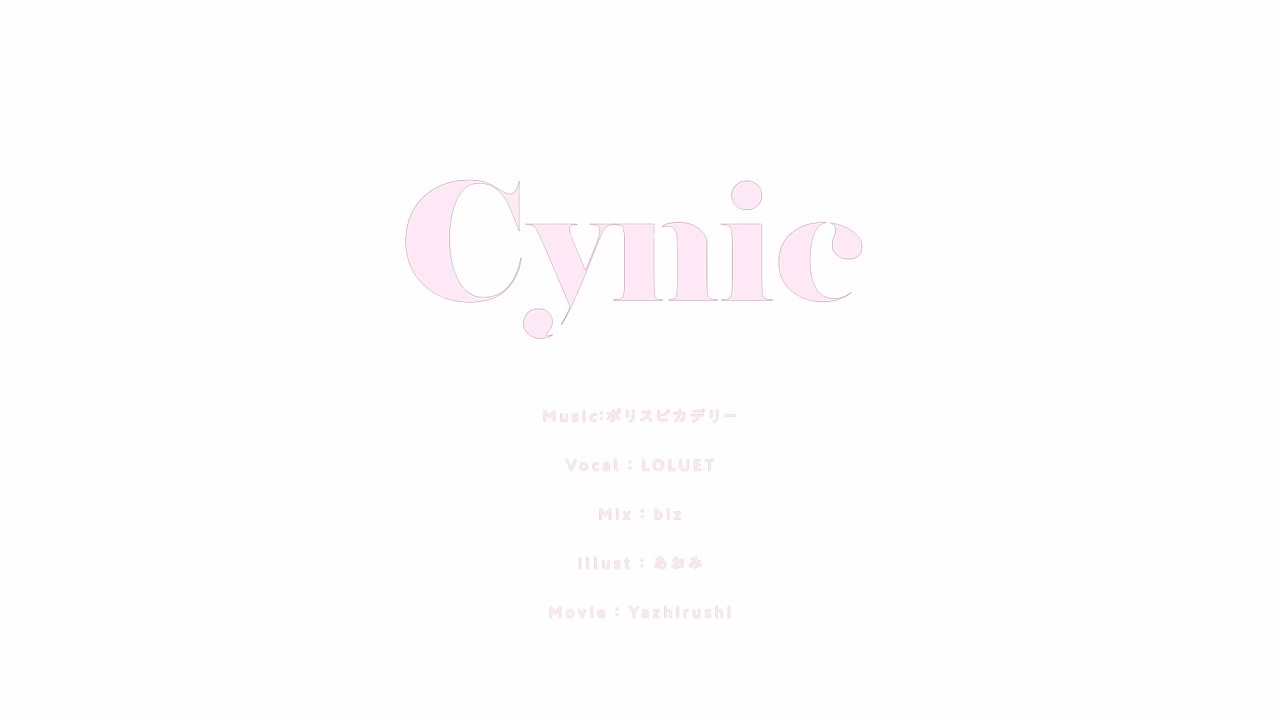 Cynic
Music:ポリスピカデリー
Vocal : LOLUET
Mix : biz
Illust : あわみ
Movie : Yazhirushi